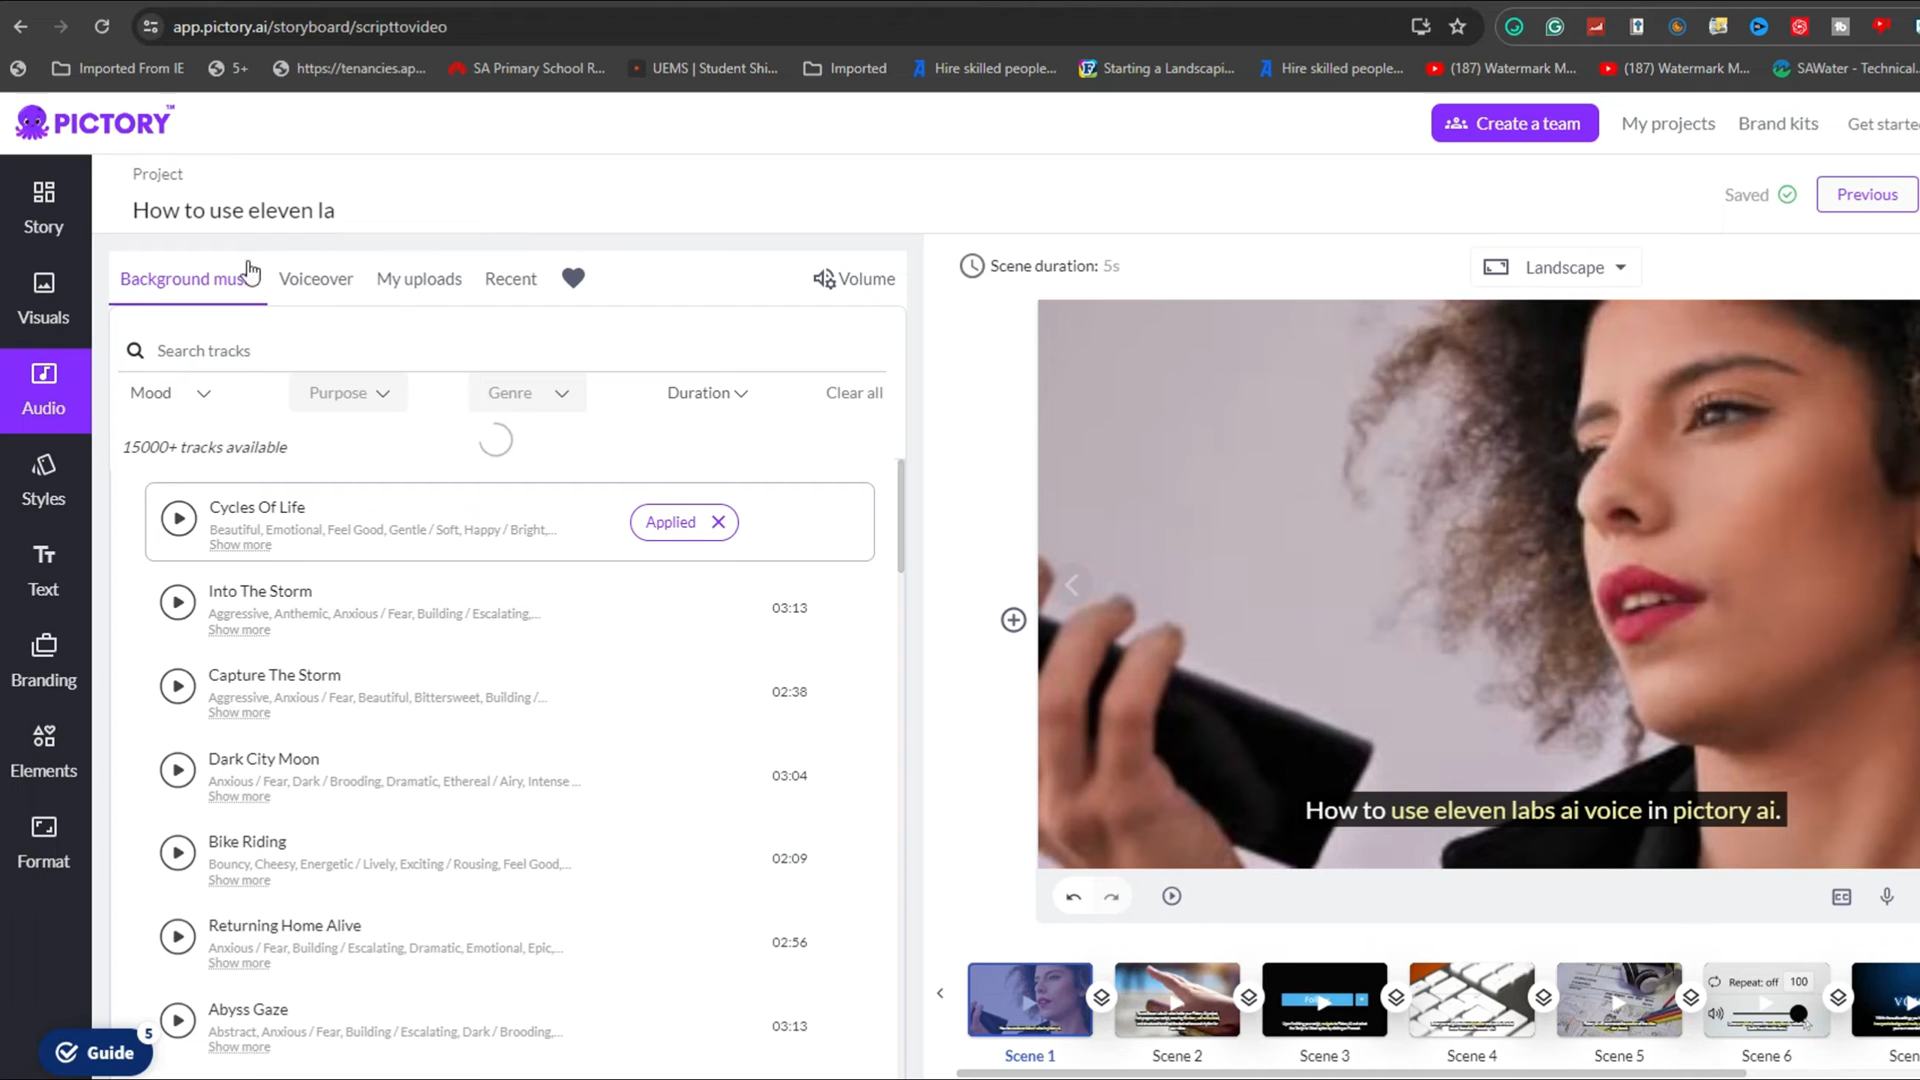 app.pictory.ai/storyboard/scripttovideo
Imported From IE
5+
https://tenancies.ap...
SA Primary School R...
UEMS | Student Shi...
Imported
Hire skilled people...
Starting a Landscapi...
Hire skilled people...
(187) Watermark M...
(187) Watermark M...
SAWater - Technical...
PICTORY™
Create a team
My projects
Brand kits
Get starte
Project
How to use eleven la
Saved
Previous
Story
Visuals
Audio
Styles
Text
Branding
Elements
Format
Background mus
Voiceover
My uploads
Recent
Volume
Search tracks
Mood
Purpose
Genre
Duration
Clear all
15000+ tracks available
Cycles Of Life
Beautiful, Emotional, Feel Good, Gentle / Soft, Happy / Bright,...
Show more
Applied
Into The Storm
Aggressive, Anthemic, Anxious / Fear, Building / Escalating,...
Show more
03:13
Capture The Storm
Aggressive, Anxious / Fear, Beautiful, Bittersweet, Building /...
Show more
02:38
Dark City Moon
Anxious / Fear, Dark / Brooding, Dramatic, Ethereal / Airy, Intense ...
Show more
03:04
Bike Riding
Bouncy, Cheesy, Energetic / Lively, Exciting / Rousing, Feel Good,...
Show more
02:09
Returning Home Alive
Anxious / Fear, Building / Escalating, Dramatic, Emotional, Epic,...
Show more
02:56
Abyss Gaze
Abstract, Anxious / Fear, Building / Escalating, Dark / Brooding,...
Show more
03:13
Guide
5
Scene duration: 5s
Landscape
How to use eleven labs ai voice in pictory ai.
CC
Repeat: off 100
Scene 1
Scene 2
Scene 3
Scene 4
Scene 5
Scene 6
Scen